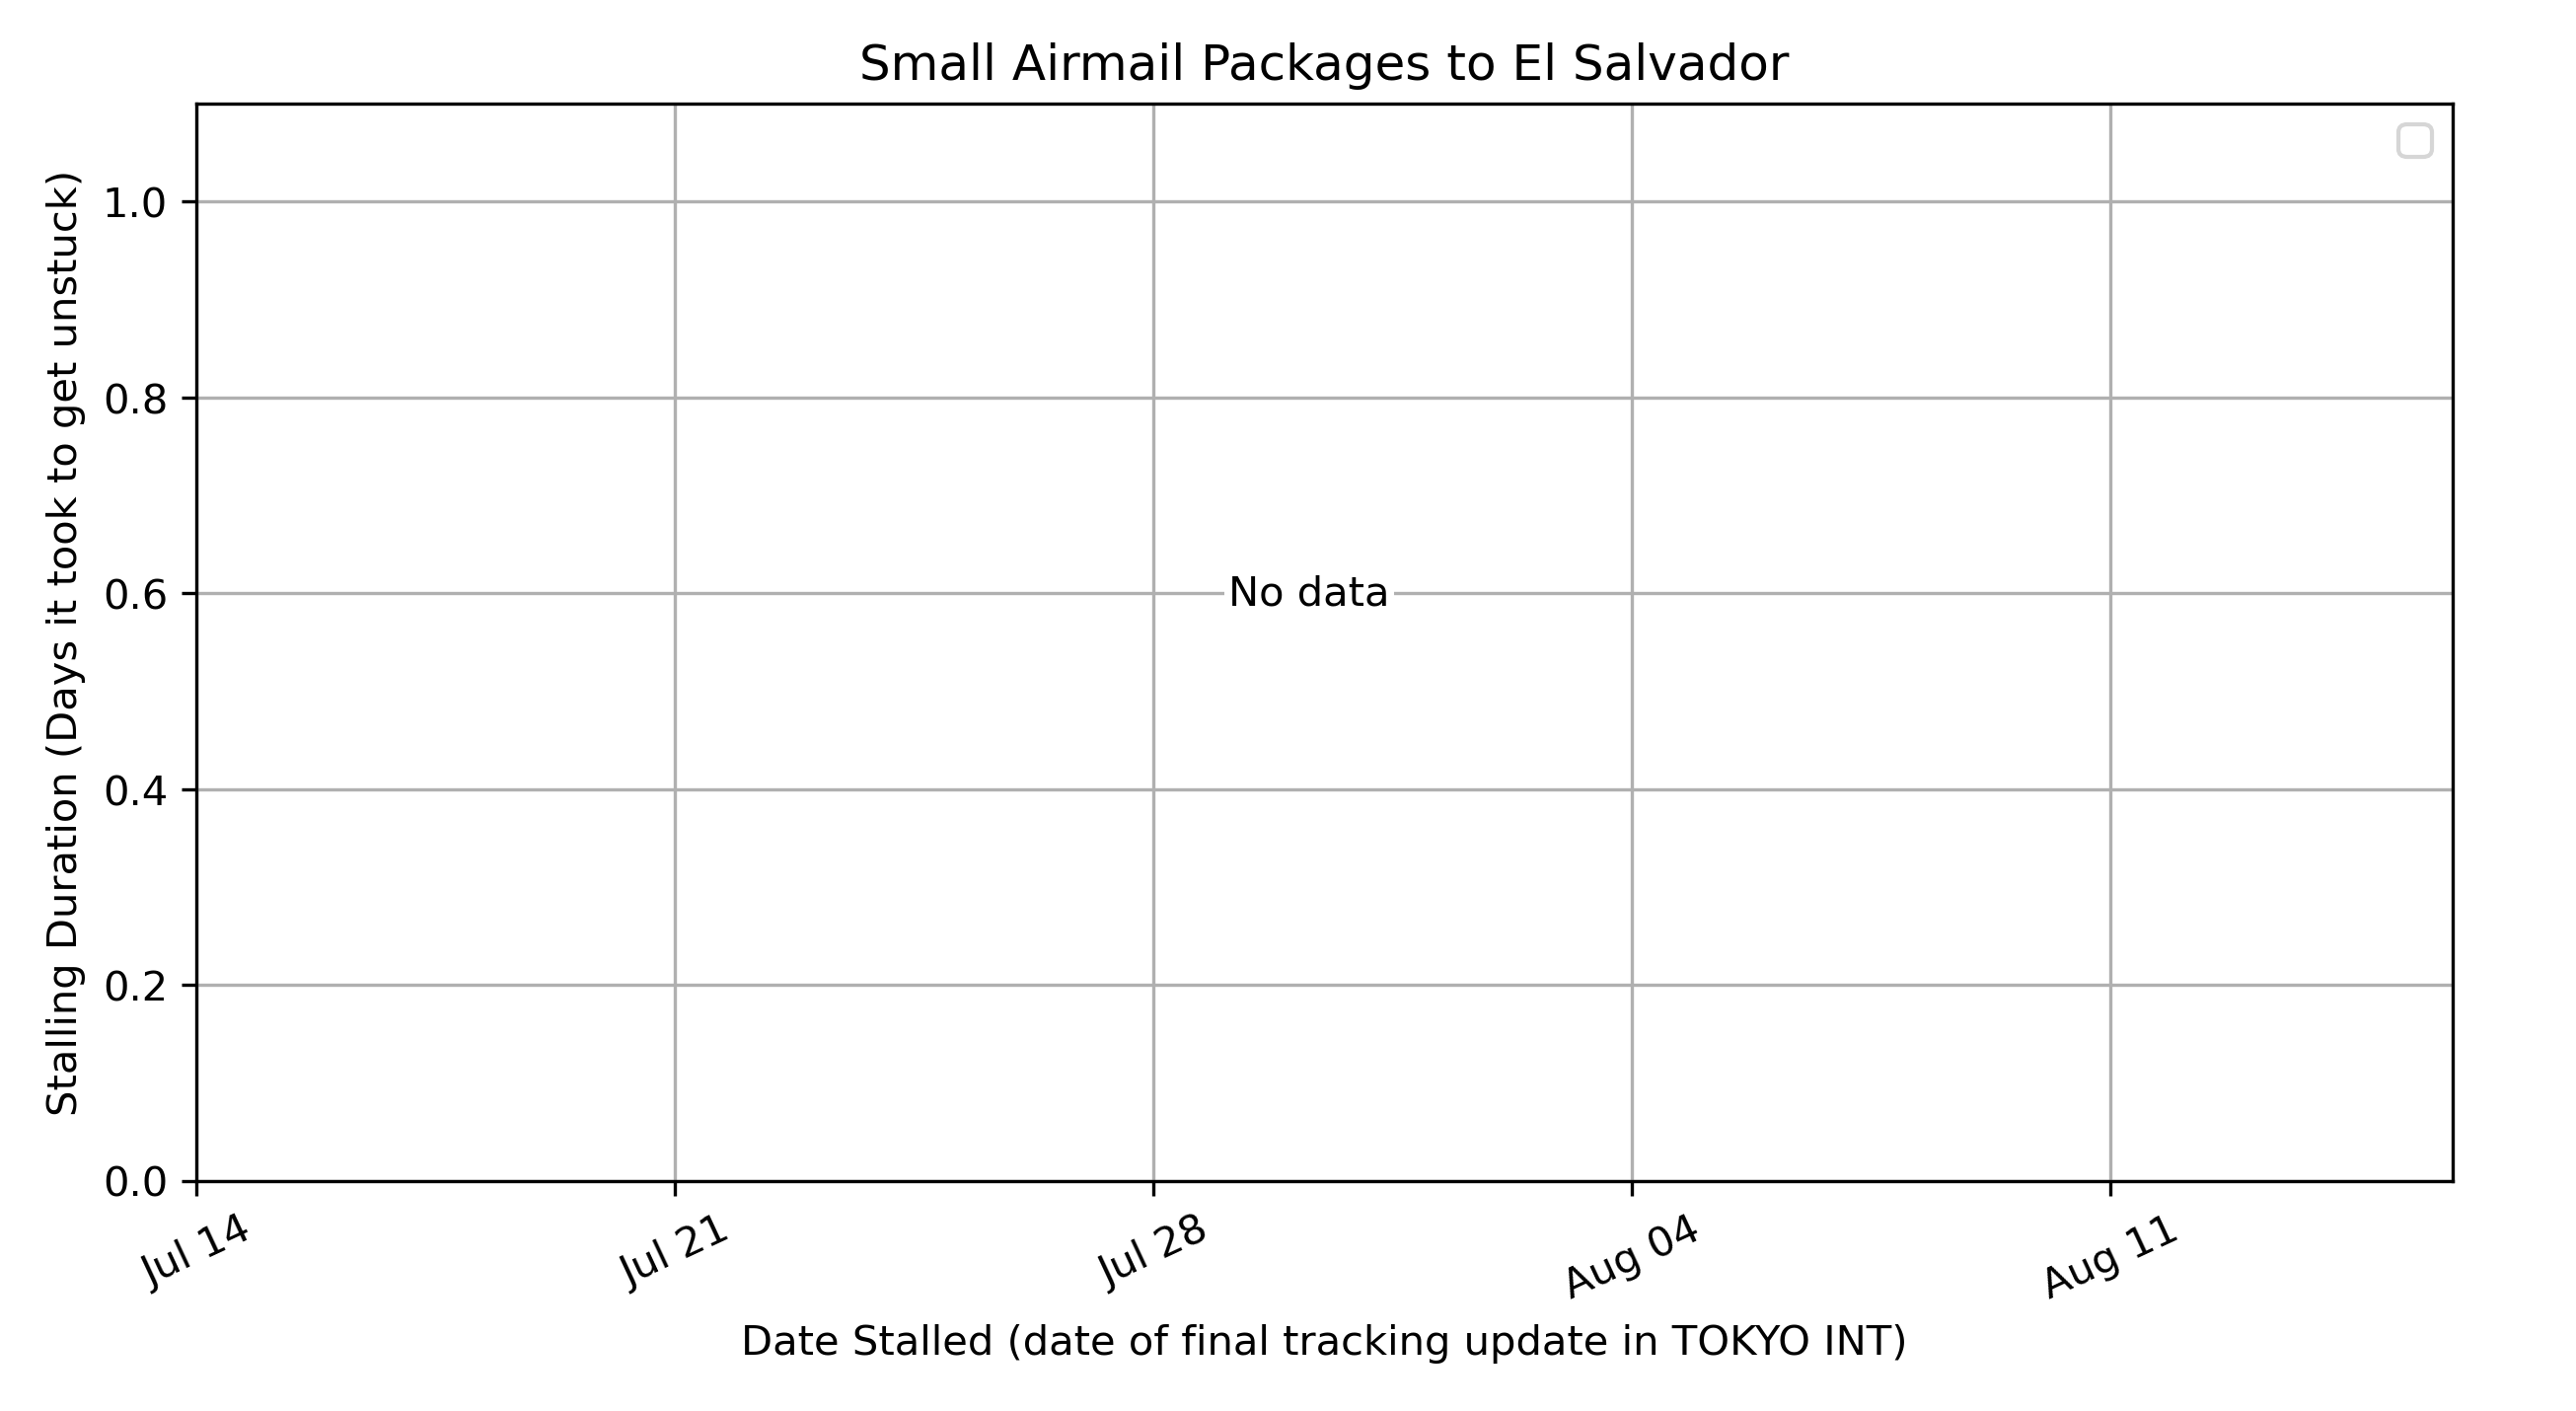 Small Airmail Packages to El Salvador
Stalling Duration (Days it took to get unstuck)
1.0
0.8
0.6
0.4
0.2
0.0
No data
Jul 14
Jul 21
Jul 28
Aug 04
Aug 11
Date Stalled (date of final tracking update in TOKYO INT)